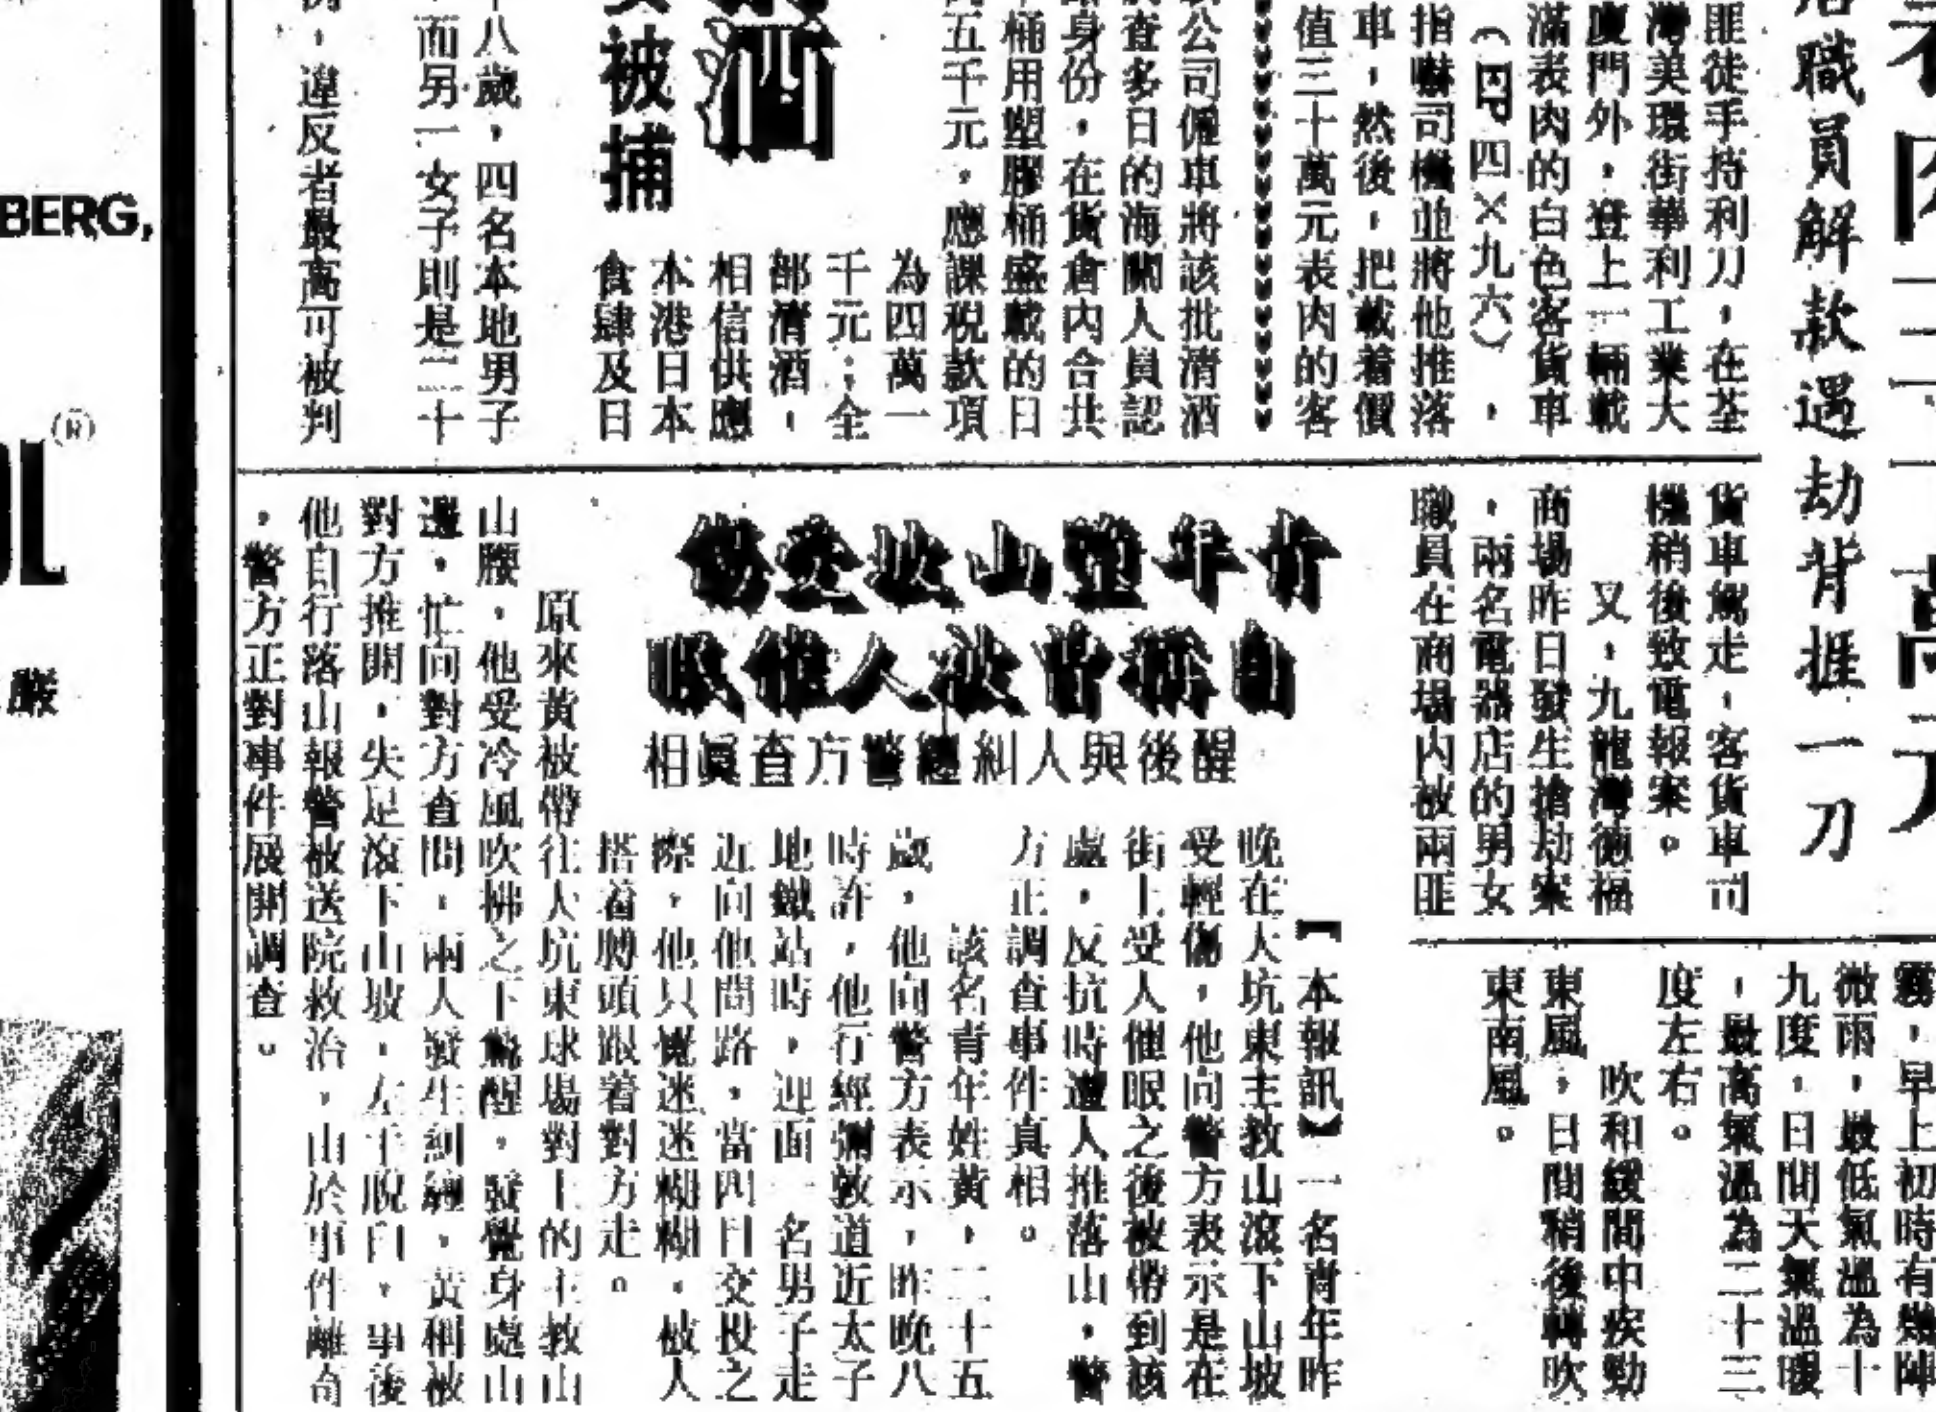 匪徒手持利刀，在荃
灣美環街華利工業大
廈門外，登上一輛載
滿表肉的白色客貨車
四×九六），
指嚇司機並將他推落
車，然後，把載着價
值三十萬元表肉的客
貨車駕走，客貨車司
機稍後致電報案。
又，九龍灣德福
商場昨日發生搶劫案
，兩名電器店的男女
職員在商場內被兩匪
職員解款遇劫背捱一刀
公司僱車將該批清酒
查多日的海關人員認
身份，在貨倉內合共
桶用塑膠桶盛載的日
五千元，應課稅款項
為四萬一
千元；全
部清酒，
相信供應
本港日本
食肆及日
酒
被捕
八歲，四名本地男子
而男一女子則是二十
，違反者最高可被判
霧，早上初時有幾陣
微雨，最低氣溫為十
九度，日間天氣溫暖
，最高氣溫為二十三
度左右。
吹和緩間中疾勁
東風，日間稍後轉吹
東南風。
青年墮山坡受傷
自稱曾被人催眠
醒後與人糾纏警方查真相
【本報訊】一名青年昨
晚在大坑東主教山滾下山坡
受輕傷，他向警方表示是在
街上受人催眠之後被帶到該
處，反抗時遭人推落山，警
方正調查事件真相。
該名青年姓黃，二十五
歲，他向警方表示，昨晚八
時許，他行經彌敦道近太子
地鐵站時，迎面一名男子走
近向他問路，當四目交投之
際，他只覺迷迷糊糊，被人
搭着膊頭跟着對方走。
原來黃被帶往大坑東球場對上的主教山
山腰，他受冷風吹拂之下驚醒，發覺身處山
邊，忙向對方查問，兩人發生糾纏，黃稱被
對方推開，失足滾下山坡，左手脫臼，事後
他自行落山報警被送院救治，由於事件離奇
，警方正對事件展開調查。
BERG,
OL®
嚴